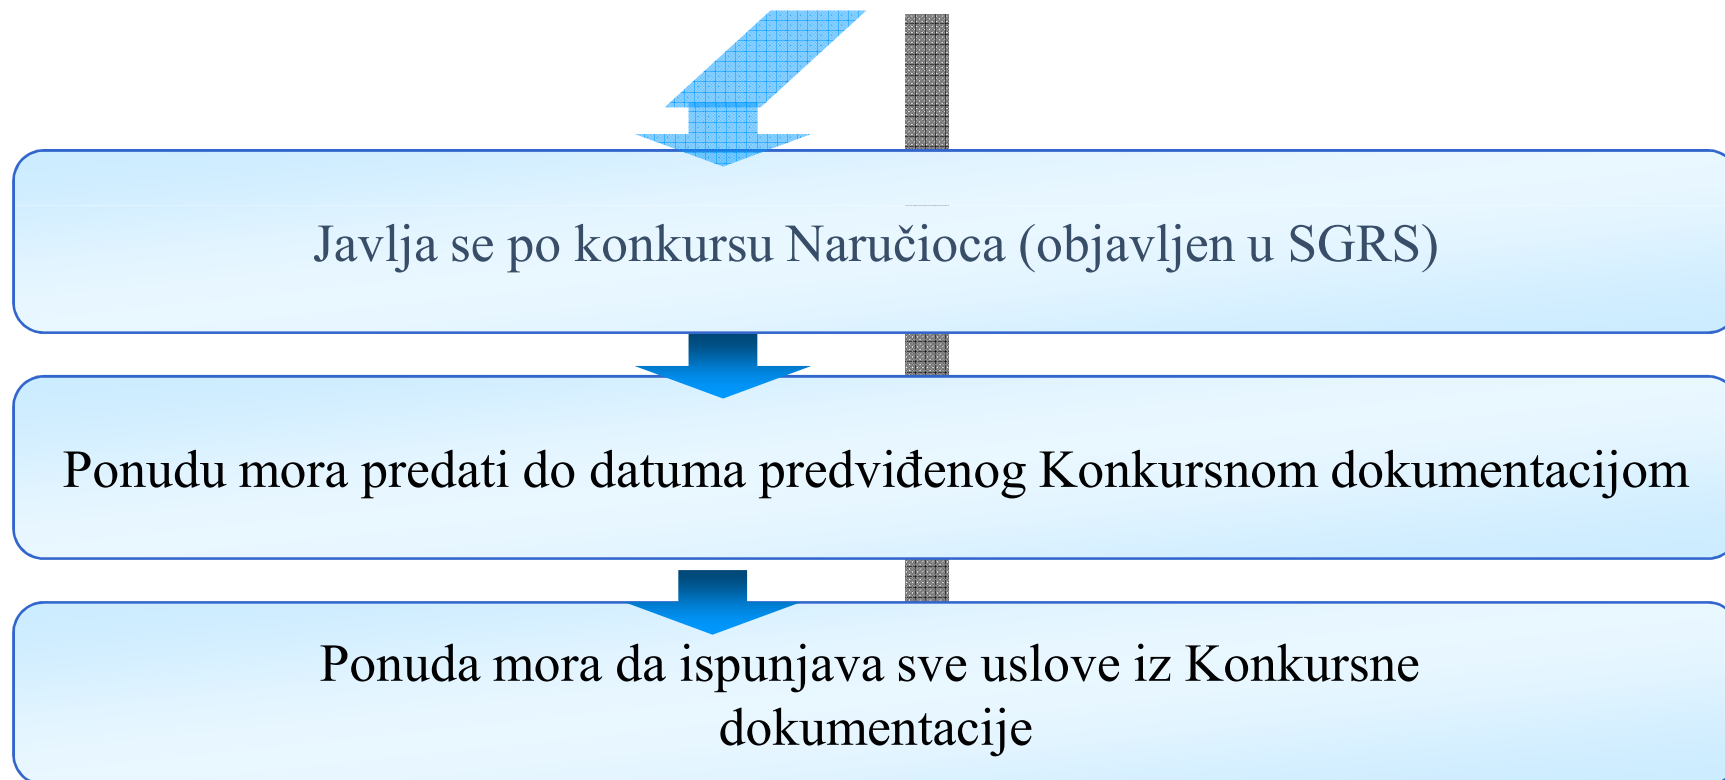 Javlja se po konkursu Naručioca (objavljen u SGRS)
Ponudu mora predati do datuma predviđenog Konkursnom dokumentacijom
Ponuda mora da ispunjava sve uslove iz Konkursne
dokumentacije